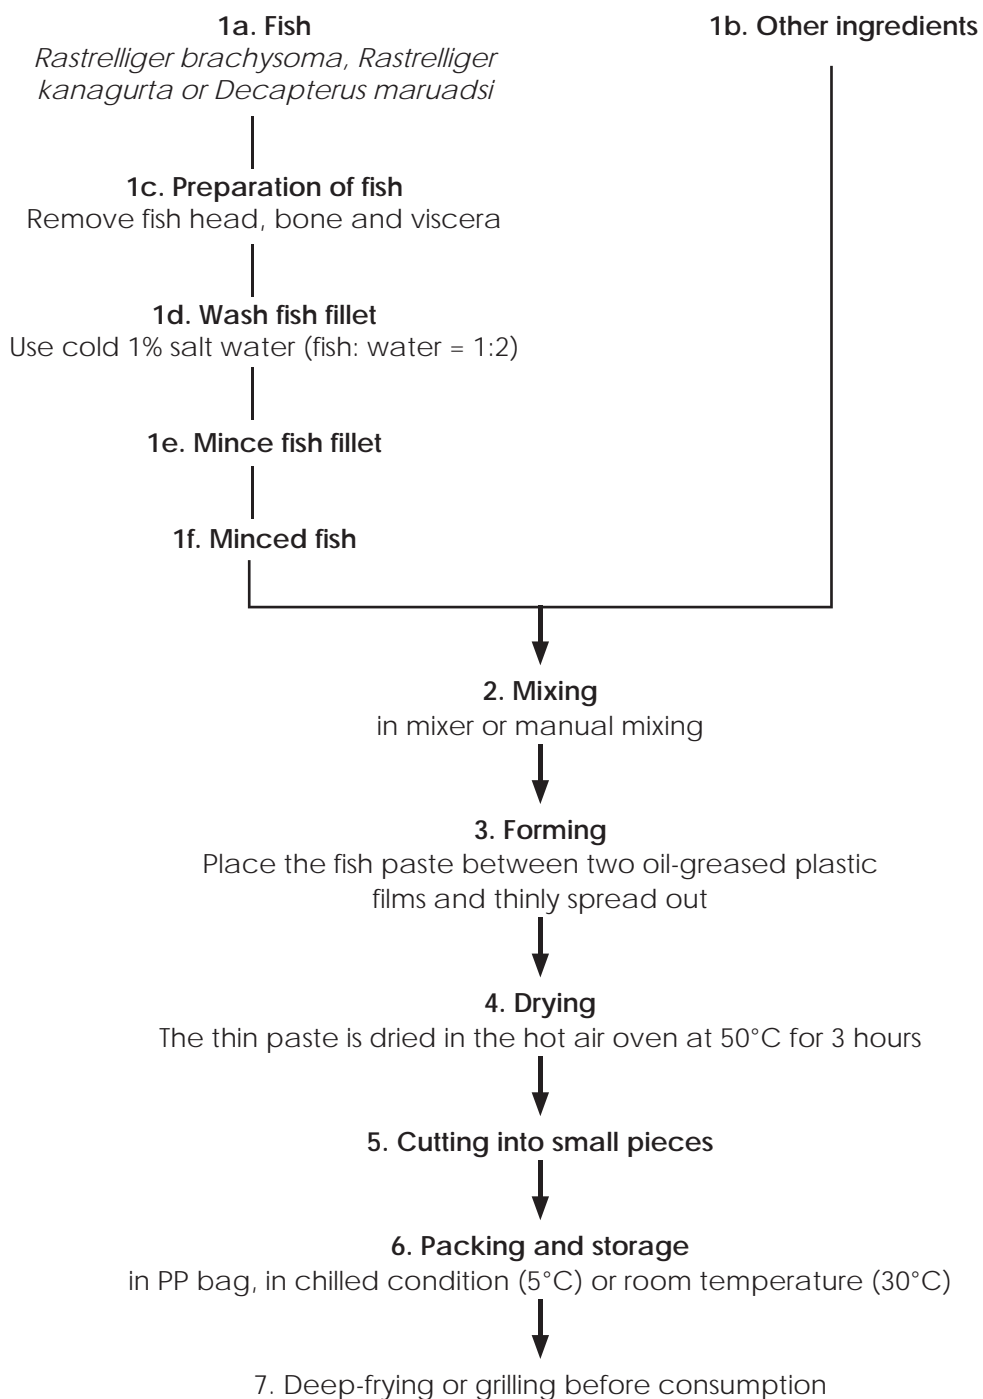 1a. Fish
Rastrelliger brachysoma, Rastrelliger
kanagurta or Decapterus maruadsi
1b. Other ingredients
1c. Preparation of fish
Remove fish head, bone and viscera
1d. Wash fish fillet
Use cold 1% salt water (fish: water = 1:2)
1e. Mince fish fillet
1f. Minced fish
2. Mixing
in mixer or manual mixing
3. Forming
Place the fish paste between two oil-greased plastic
films and thinly spread out
4. Drying
The thin paste is dried in the hot air oven at 50°C for 3 hours
5. Cutting into small pieces
6. Packing and storage
in PP bag, in chilled condition (5°C) or room temperature (30°C)
7. Deep-frying or grilling before consumption